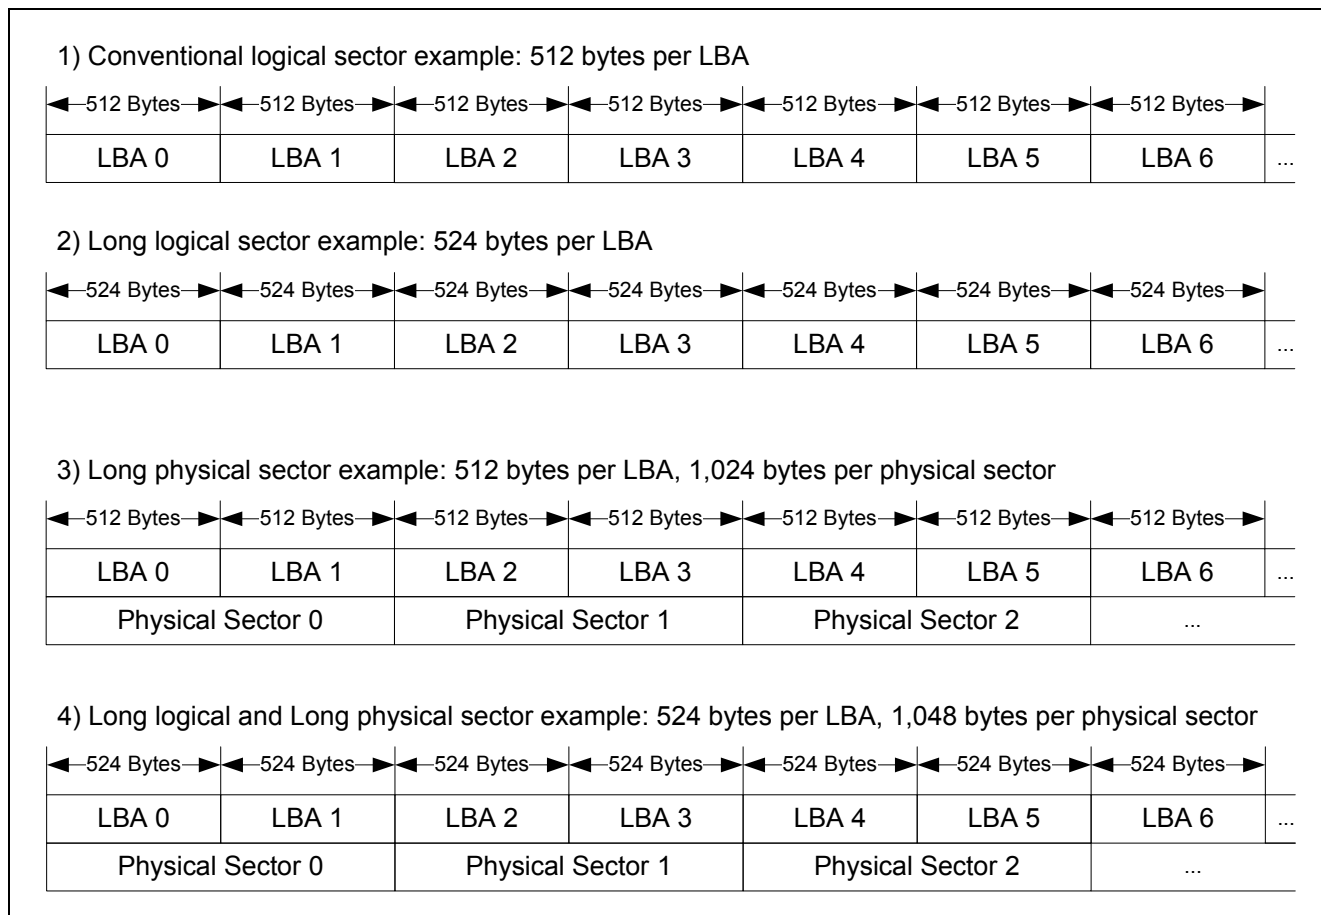 1) Conventional logical sector example: 512 bytes per LBA
512 Bytes 512 Bytes 512 Bytes 512 Bytes 512 Bytes 512 Bytes 512 Bytes
LBA 0 LBA 1 LBA 2 LBA 3 LBA 4 LBA 5 LBA 6 ...
2) Long logical sector example: 524 bytes per LBA
524 Bytes 524 Bytes 524 Bytes 524 Bytes 524 Bytes 524 Bytes 524 Bytes
LBA 0 LBA 1 LBA 2 LBA 3 LBA 4 LBA 5 LBA 6 ...
3) Long physical sector example: 512 bytes per LBA, 1,024 bytes per physical sector
512 Bytes 512 Bytes 512 Bytes 512 Bytes 512 Bytes 512 Bytes 512 Bytes
LBA 0 LBA 1 LBA 2 LBA 3 LBA 4 LBA 5 LBA 6 ...
Physical Sector 0 Physical Sector 1 Physical Sector 2 ...
4) Long logical and Long physical sector example: 524 bytes per LBA, 1,048 bytes per physical sector
524 Bytes 524 Bytes 524 Bytes 524 Bytes 524 Bytes 524 Bytes 524 Bytes
LBA 0 LBA 1 LBA 2 LBA 3 LBA 4 LBA 5 LBA 6 ...
Physical Sector 0 Physical Sector 1 Physical Sector 2 ...